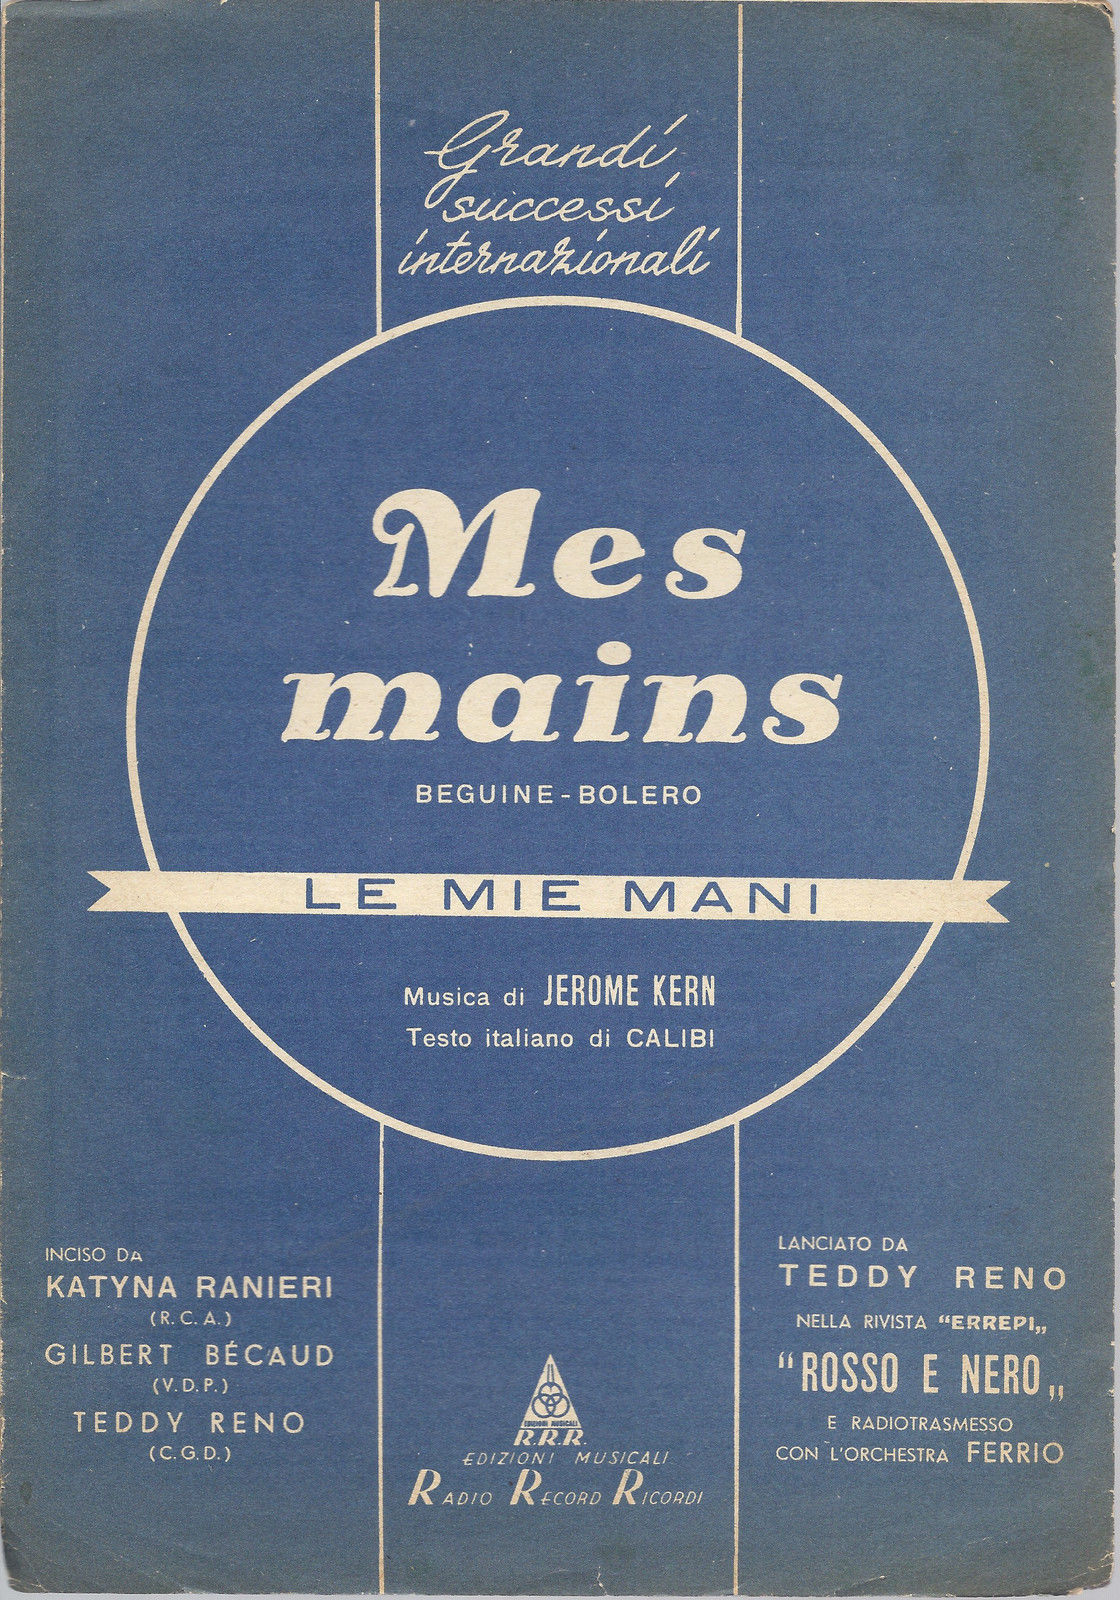 Grandi
successi
internazionali
Mes
mains
BEGUINE-BOLERO
LE MIE MANI
Musica di JEROME KERN
Testo italiano di CALIBI
INCISO DA
KATYNA RANIERI
(R.C.A.)
GILBERT BÉCAUD
(V.D.P.)
TEDDY RENO
(C.G.D.)
EDIZIONI MUSICALI
R.R.R.
EDIZIONI MUSICALI
RADIO RECORD RICORDI
LANCIATO DA
TEDDY RENO
NELLA RIVISTA “ERREPI„
“ROSSO E NERO„
E RADIOTRASMESSO
CON L'ORCHESTRA FERRIO